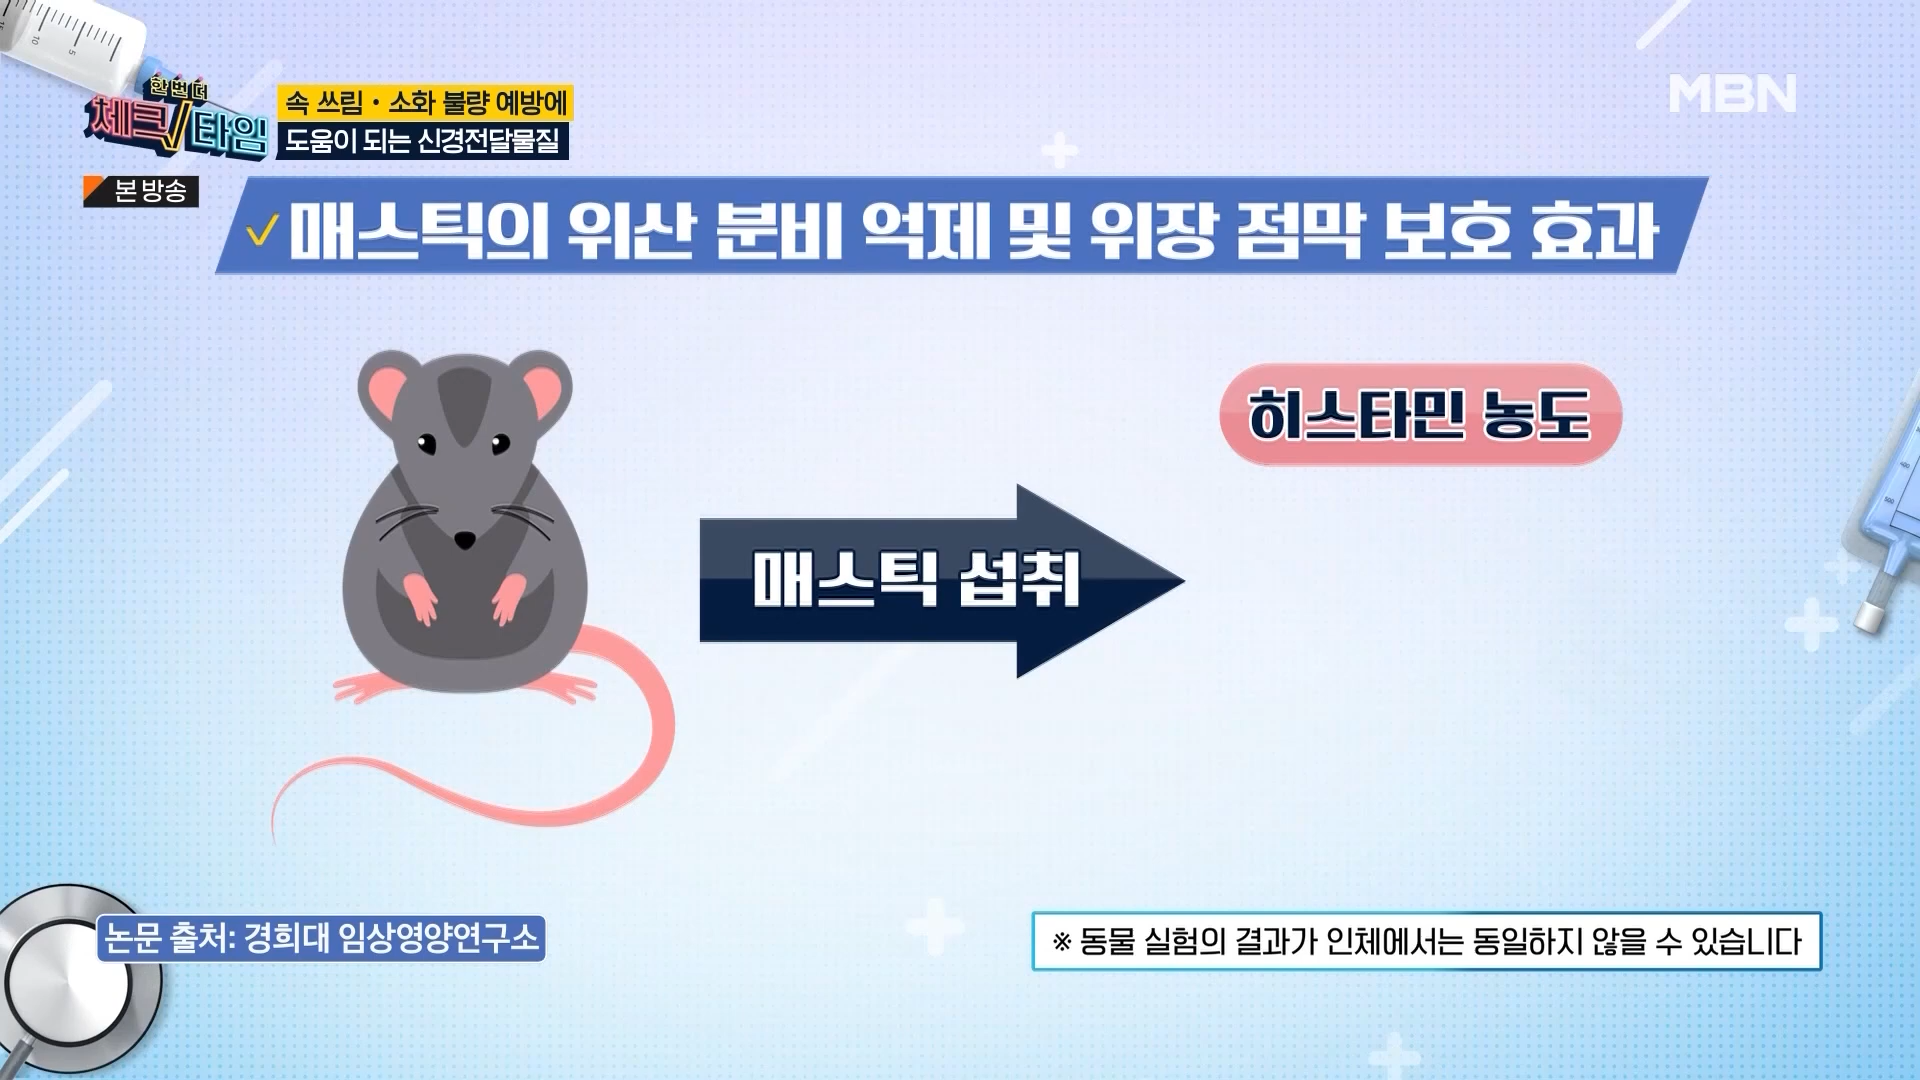 한 번 더
체크타임
속 쓰림 · 소화 불량 예방에
도움이 되는 신경전달물질
MBN
본 방송
매스틱의 위산 분비 억제 및 위장 점막 보호 효과
히스타민 농도
매스틱 섭취
논문 출처: 경희대 임상영양연구소
※ 동물 실험의 결과가 인체에서는 동일하지 않을 수 있습니다